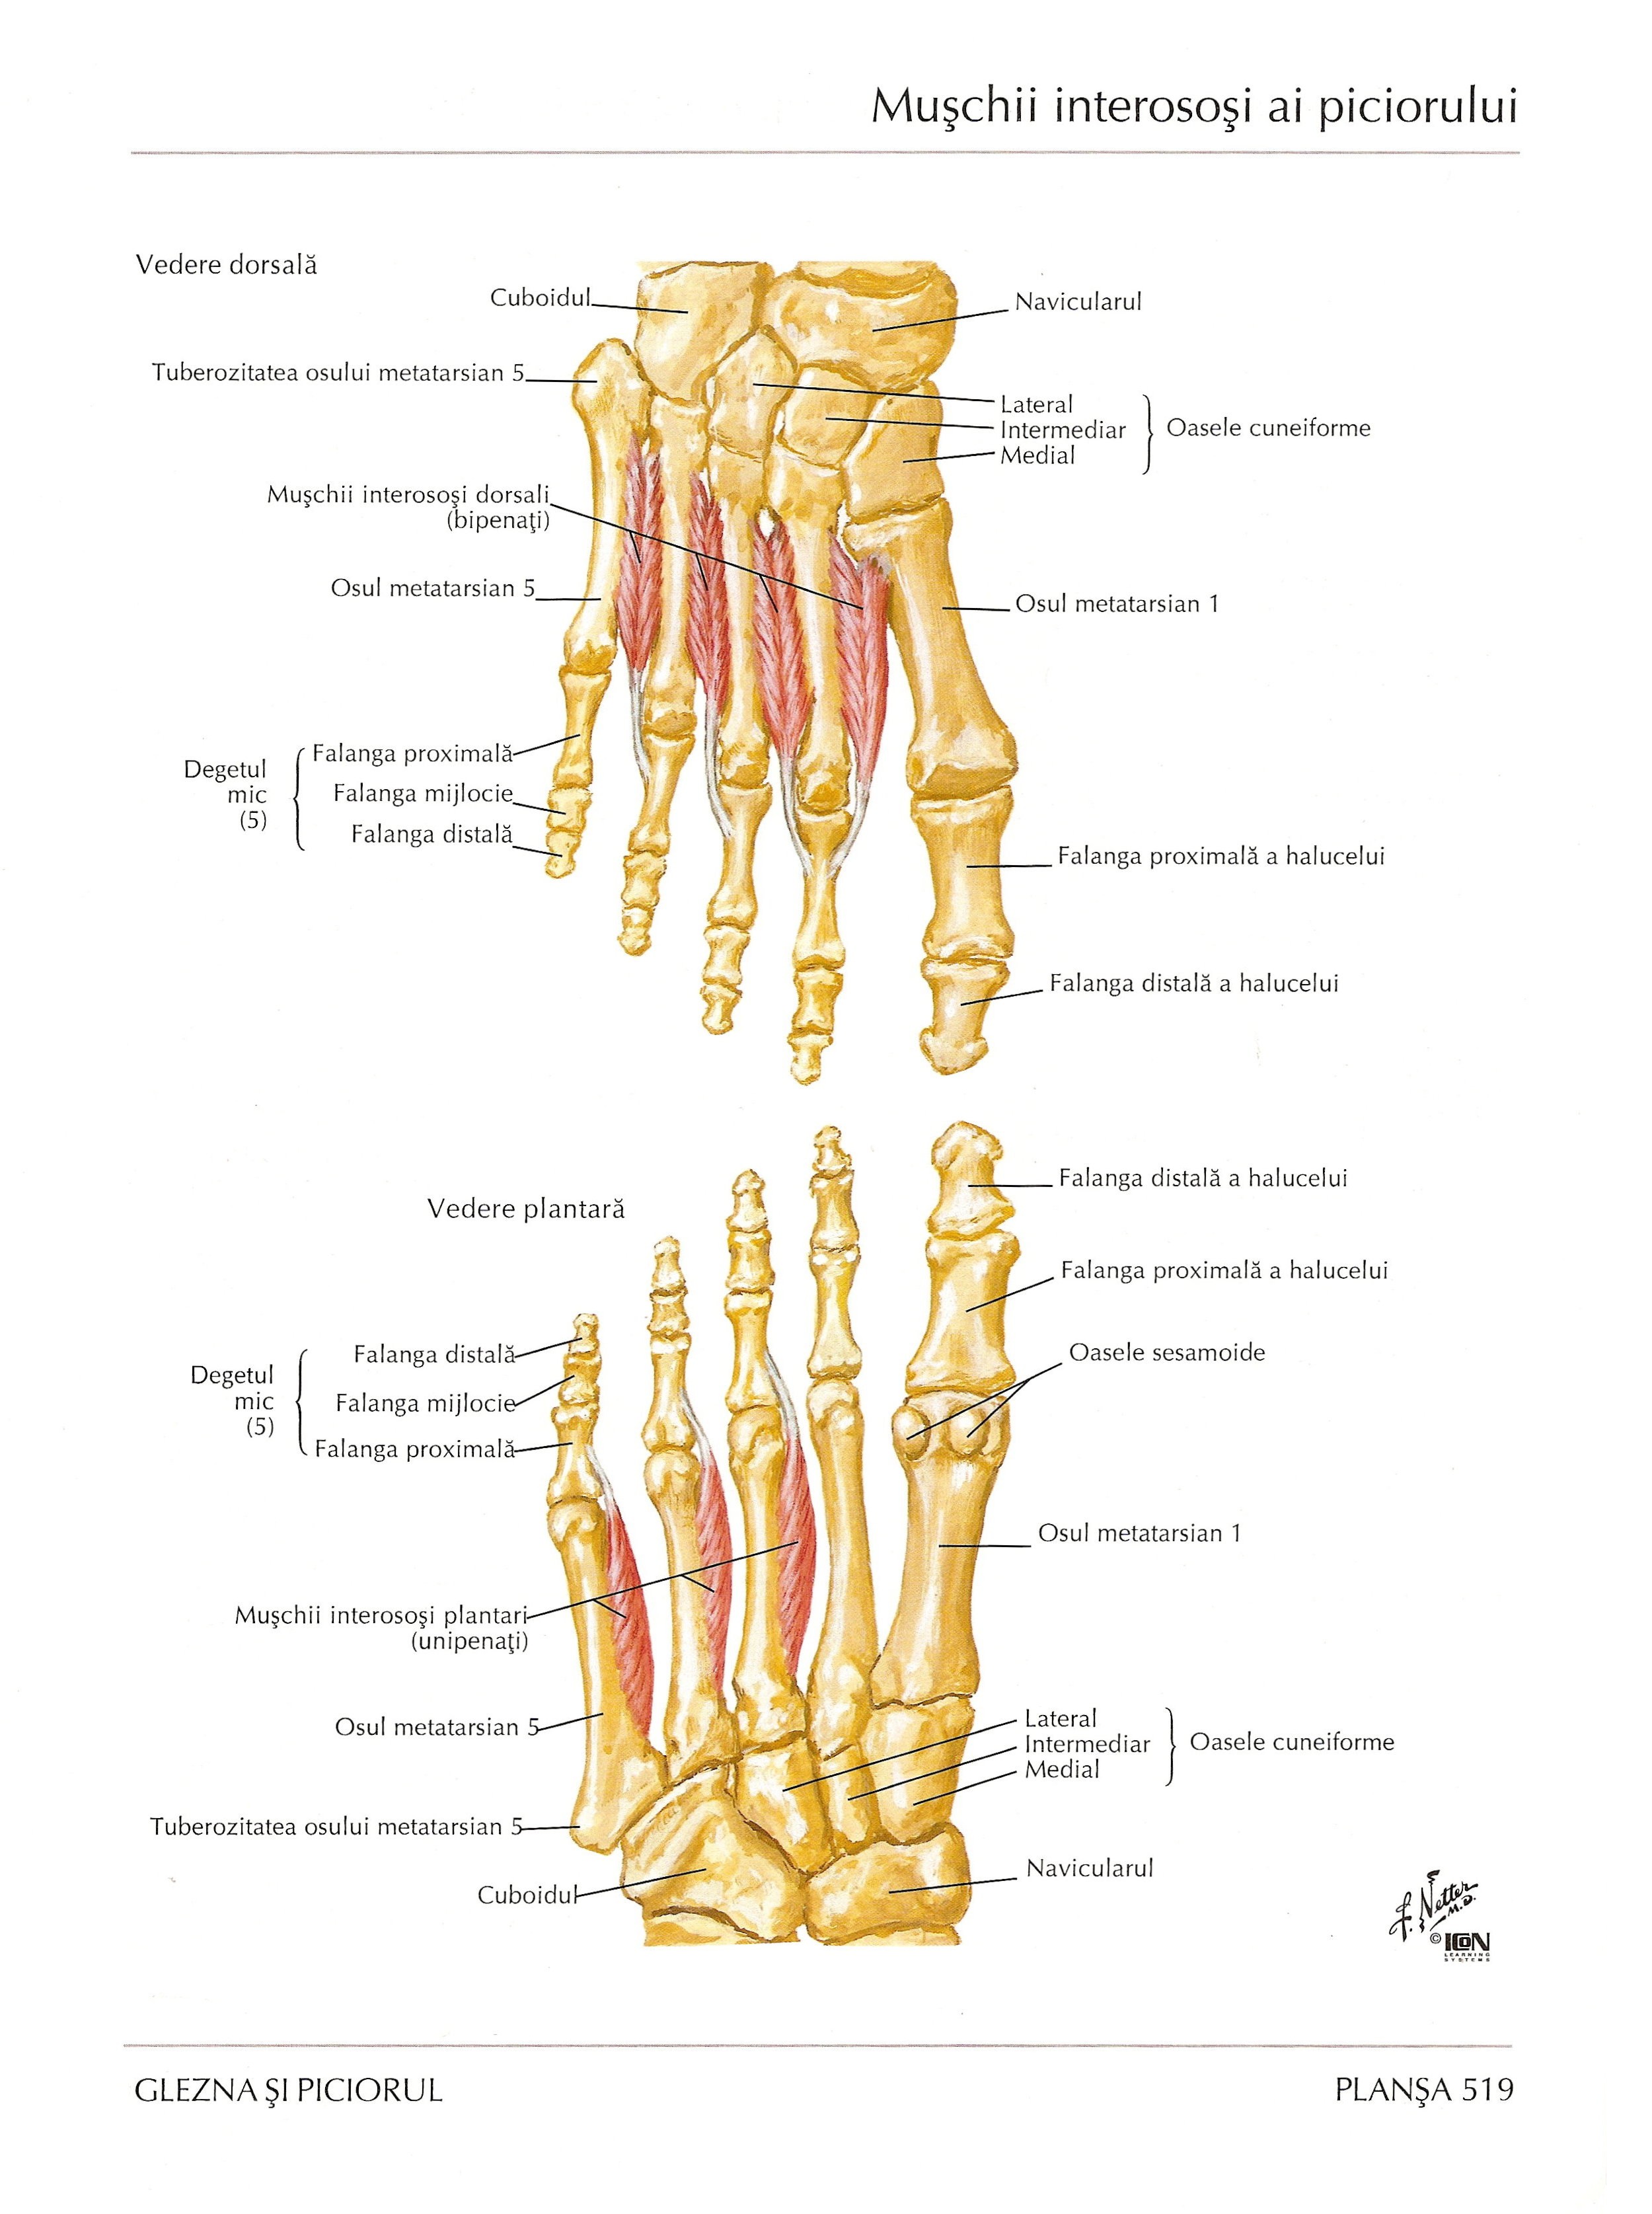 Muşchii interosoşi ai piciorului
Vedere dorsală
Cuboidul
Navicularul
Tuberozitatea osului metatarsian 5
Lateral
Intermediar
Medial
Oasele cuneiforme
Muşchii interosoşi dorsali
(bipenaţi)
Osul metatarsian 5
Osul metatarsian 1
Degetul
mic
(5)
Falanga proximală
Falanga mijlocie
Falanga distală
Falanga proximală a halucelui
Falanga distală a halucelui
Vedere plantară
Falanga distală a halucelui
Falanga proximală a halucelui
Oasele sesamoide
Degetul
mic
(5)
Falanga distală
Falanga mijlocie
Falanga proximală
Osul metatarsian 1
Muşchii interosoşi plantari
(unipenaţi)
Osul metatarsian 5
Lateral
Intermediar
Medial
Oasele cuneiforme
Tuberozitatea osului metatarsian 5
Navicularul
Cuboidul
F. Netter
M.D.
© ICON
LEARNING
SYSTEMS
GLEZNA ŞI PICIORUL
PLANŞA 519